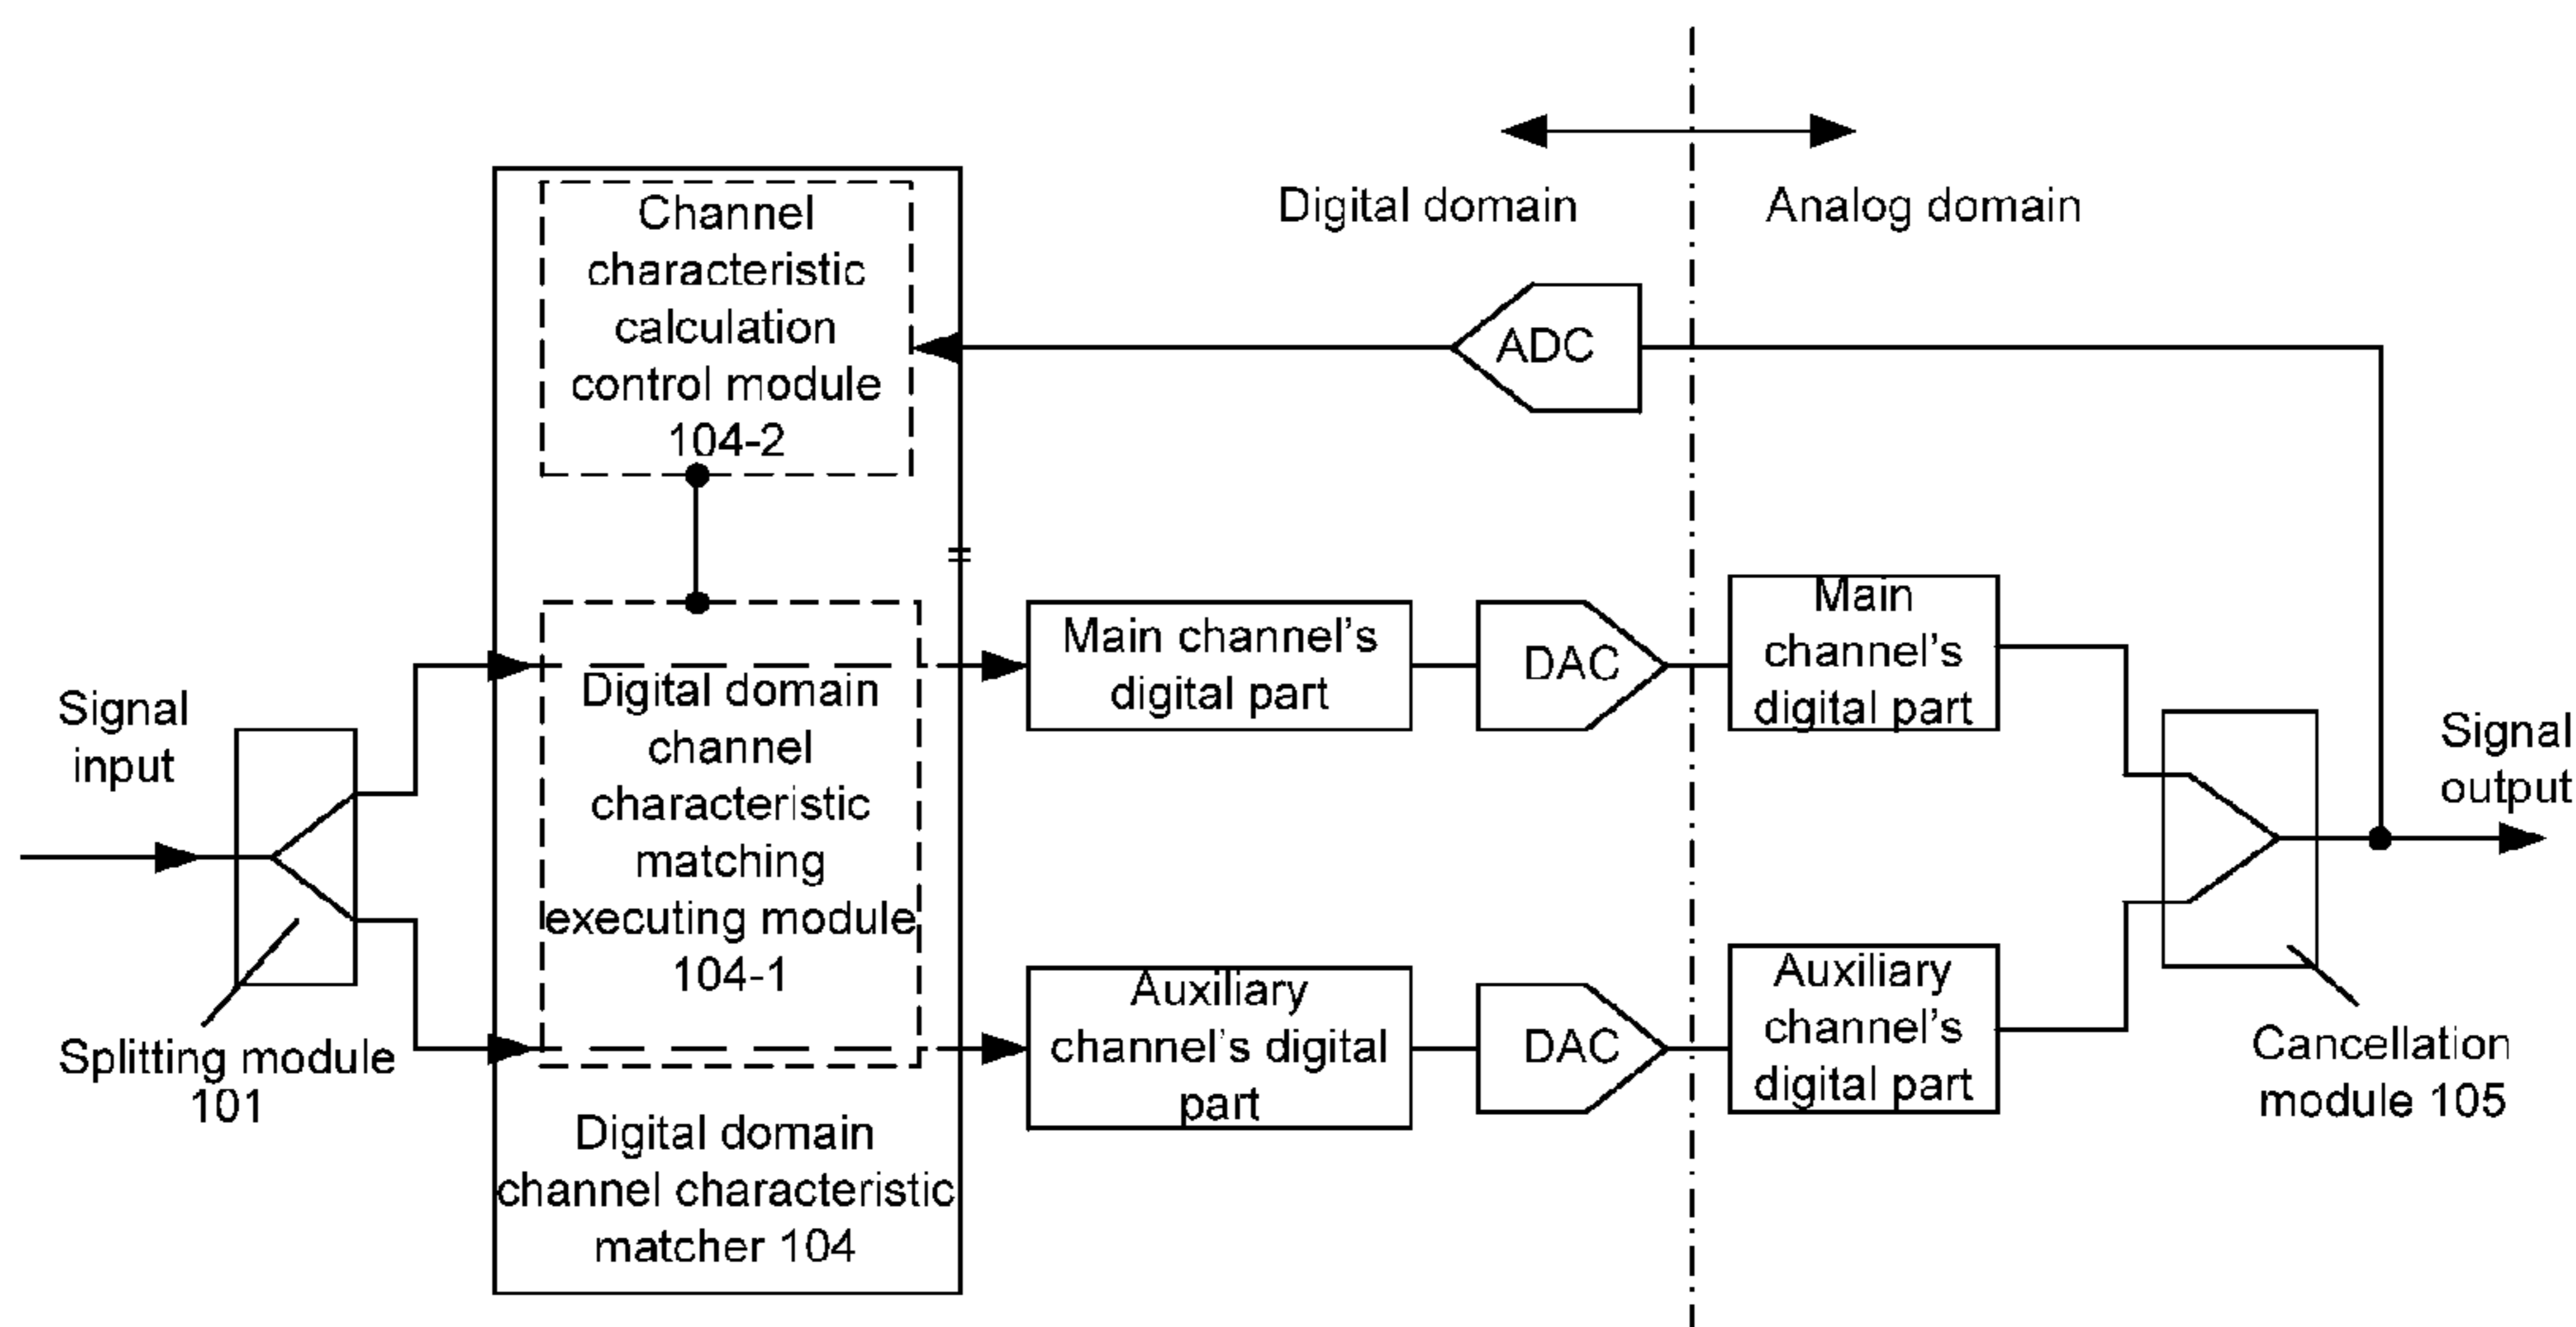 Channel
characteristic
calculation
control module
104-2
Digital domain
Analog domain
ADC
Signal
input
Splitting module
101
Digital domain
channel
characteristic
matching
executing module
104-1
Digital domain
channel characteristic
matcher 104
Main channel's
digital part
DAC
Main
channel's
digital part
Auxiliary
channel's digital
part
DAC
Auxiliary
channel's
digital part
Signal
output
Cancellation
module 105